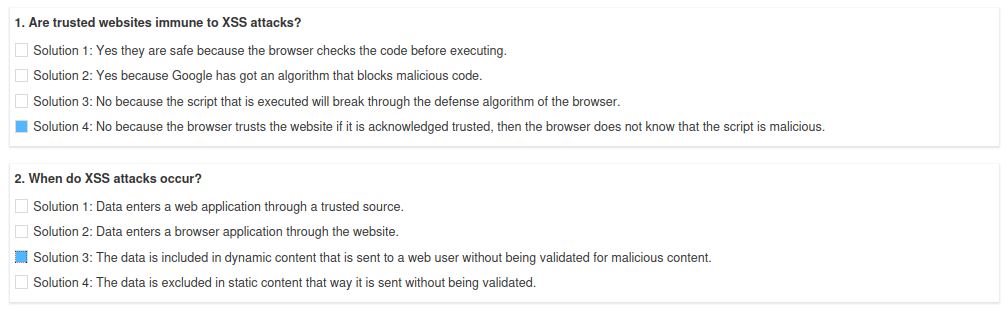 1. Are trusted websites immune to XSS attacks?
Solution 1: Yes they are safe because the browser checks the code before executing.
Solution 2: Yes because Google has got an algorithm that blocks malicious code.
Solution 3: No because the script that is executed will break through the defense algorithm of the browser.
Solution 4: No because the browser trusts the website if it is acknowledged trusted, then the browser does not know that the script is malicious.
2. When do XSS attacks occur?
Solution 1: Data enters a web application through a trusted source.
Solution 2: Data enters a browser application through the website.
Solution 3: The data is included in dynamic content that is sent to a web user without being validated for malicious content.
Solution 4: The data is excluded in static content that way it is sent without being validated.